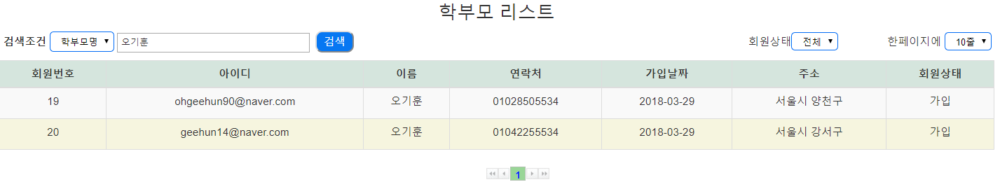 학부모 리스트
검색조건 학부모명 오기훈 검색 회원상태 전체 한페이지에 10줄
회원번호 아이디 이름 연락처 가입날짜 주소 회원상태
19 ohgeehun90@naver.com 오기훈 01028505534 2018-03-29 서울시 양천구 가입
20 geehun14@naver.com 오기훈 01042255534 2018-03-29 서울시 강서구 가입
1